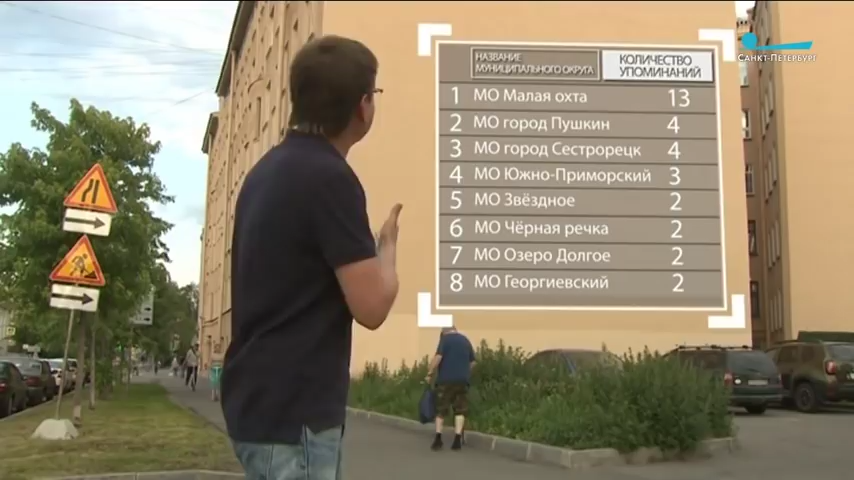 Санкт-Петербург
НАЗВАНИЕ
МУНИЦИПАЛЬНОГО ОКРУГА
КОЛИЧЕСТВО
УПОМИНАНИЙ
1 МО Малая охта 13
2 МО город Пушкин 4
3 МО город Сестрорецк 4
4 МО Южно-Приморский 3
5 МО Звёздное 2
6 МО Чёрная речка 2
7 МО Озеро Долгое 2
8 МО Георгиевский 2